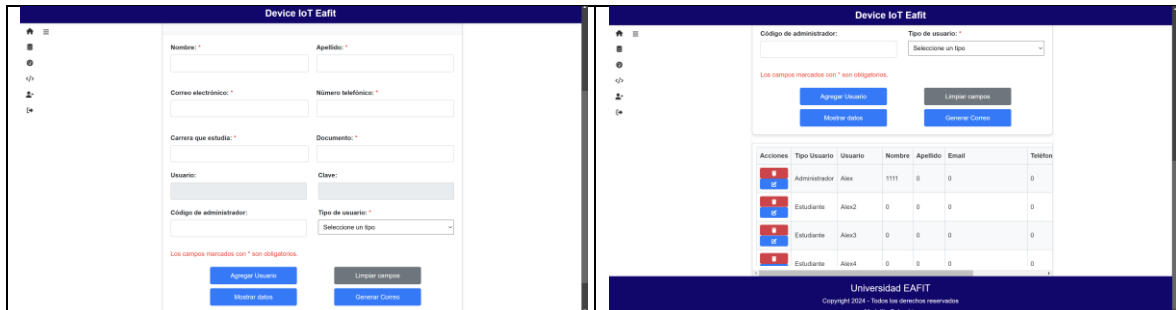 Device IoT Eafit
Nombre: *
Apellido: *
Correo electrónico: *
Número telefónico: *
Carrera que estudia: *
Documento: *
Usuario:
Clave:
Código de administrador:
Tipo de usuario: *
Seleccione un tipo
Los campos marcados con * son obligatorios.
Agregar Usuario
Limpiar campos
Mostrar datos
Generar Correo
Device IoT Eafit
Código de administrador:
Tipo de usuario: *
Seleccione un tipo
Los campos marcados con * son obligatorios.
Agregar Usuario
Limpiar campos
Mostrar datos
Generar Correo
Acciones Tipo Usuario Usuario Nombre Apellido Email Teléfon
Administrador Alex 1111 0 0 0
Estudiante Alex2 0 0 0 0
Estudiante Alex3 0 0 0 0
Estudiante Alex4 0 0 0 0
Universidad EAFIT
Copyright 2024 - Todos los derechos reservados